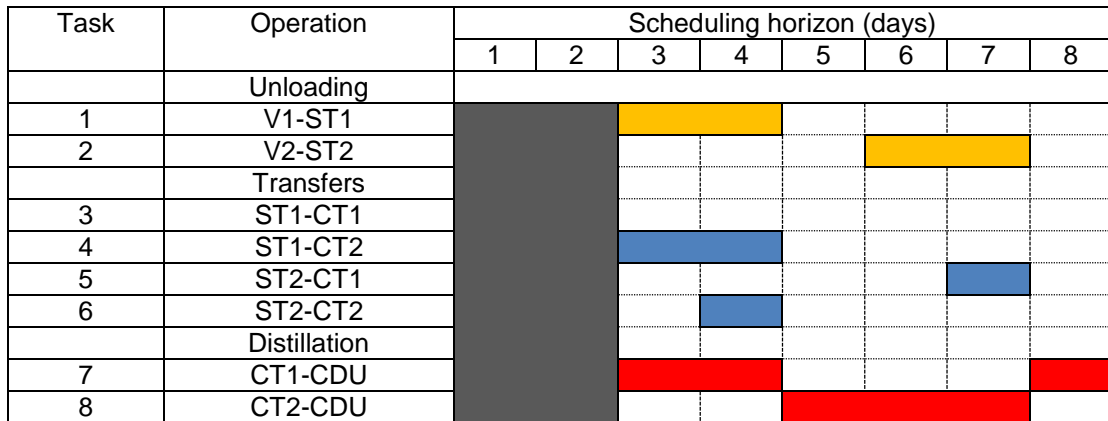 Task Operation Scheduling horizon (days)
1 2 3 4 5 6 7 8
Unloading
1 V1-ST1
2 V2-ST2
Transfers
3 ST1-CT1
4 ST1-CT2
5 ST2-CT1
6 ST2-CT2
Distillation
7 CT1-CDU
8 CT2-CDU